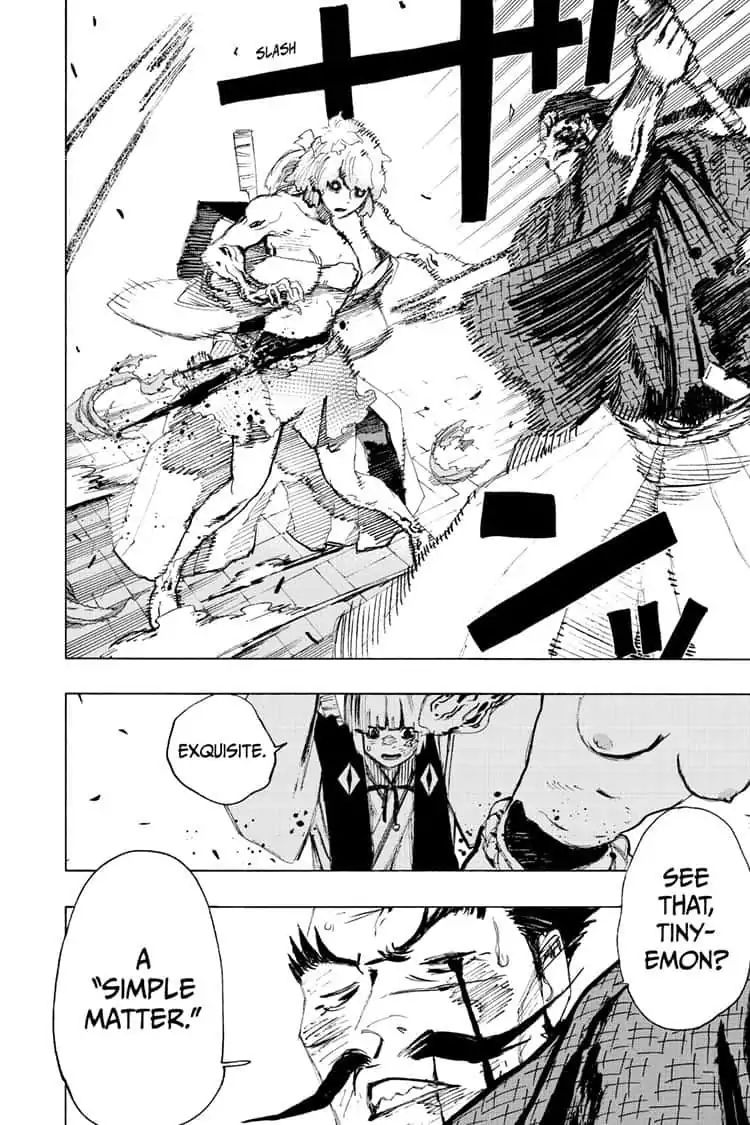 SLASH
EXQUISITE.
SEE
THAT,
TINY-
EMON?
A
"SIMPLE
MATTER."